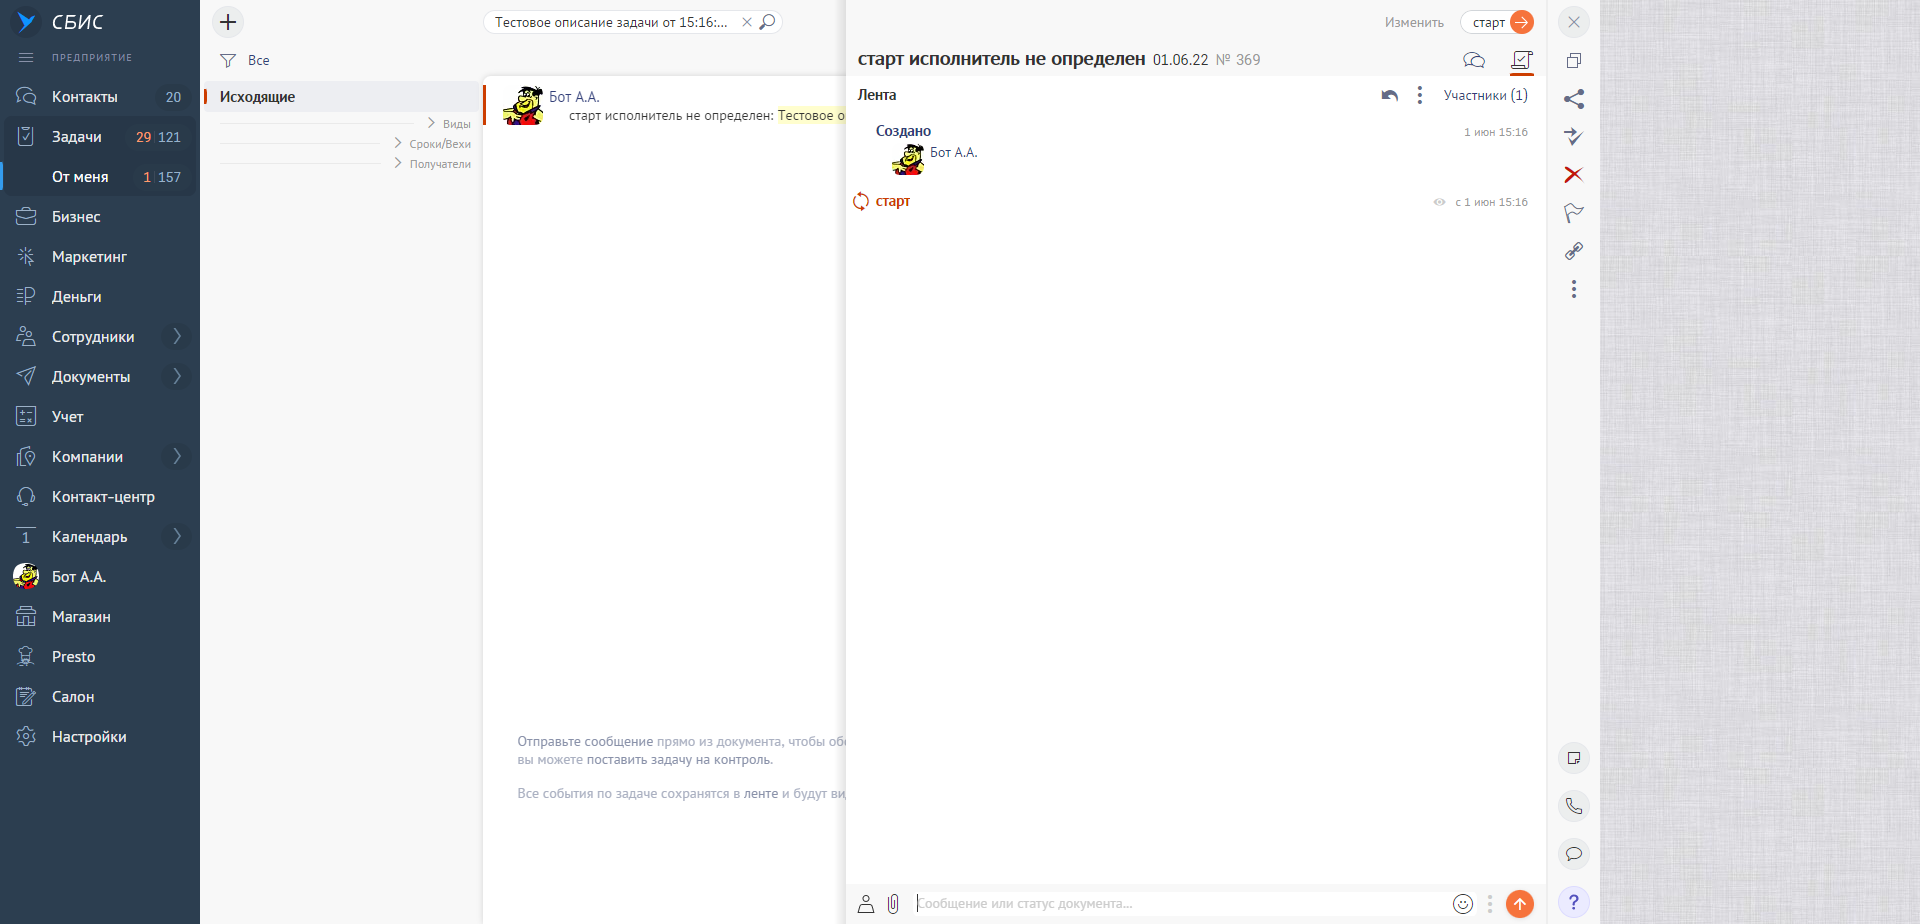 СБИС
ПРЕДПРИЯТИЕ
Контакты 20
Задачи 29 121
От меня 1 157
Бизнес
Маркетинг
Деньги
Сотрудники
Документы
Учет
Компании
Контакт-центр
1 Календарь
Бот А.А.
Магазин
Presto
Салон
Настройки
Тестовое описание задачи от 15:16:...
Все
Исходящие
Виды
Сроки/Вехи
Получатели
Бот А.А.
старт исполнитель не определен: Тестовое о
Отправьте сообщение прямо из документа, чтобы обс
вы можете поставить задачу на контроль.
Все события по задаче сохранятся в ленте и будут ви
Изменить старт
старт исполнитель не определен 01.06.22 № 369
Лента Участники (1)
Создано 1 июн 15:16
Бот А.А.
старт с 1 июн 15:16
Сообщение или статус документа...
?